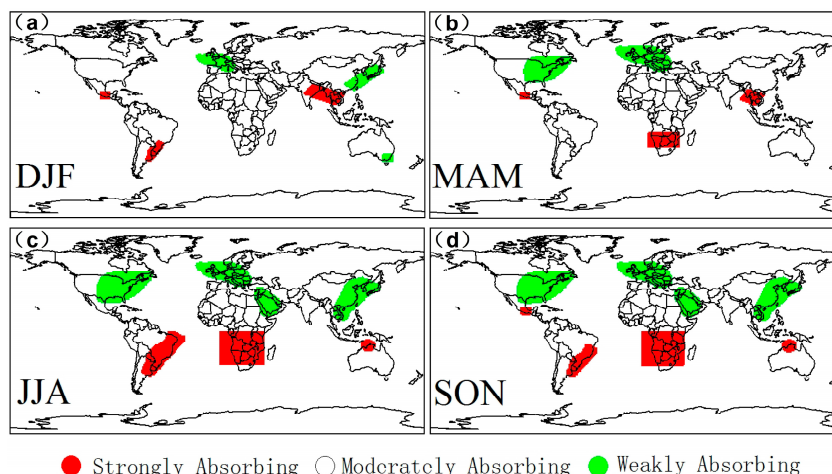 (a)
DJF
(b)
MAM
(c)
JJA
(d)
SON
Strongly Absorbing Moderately Absorbing Weakly Absorbing